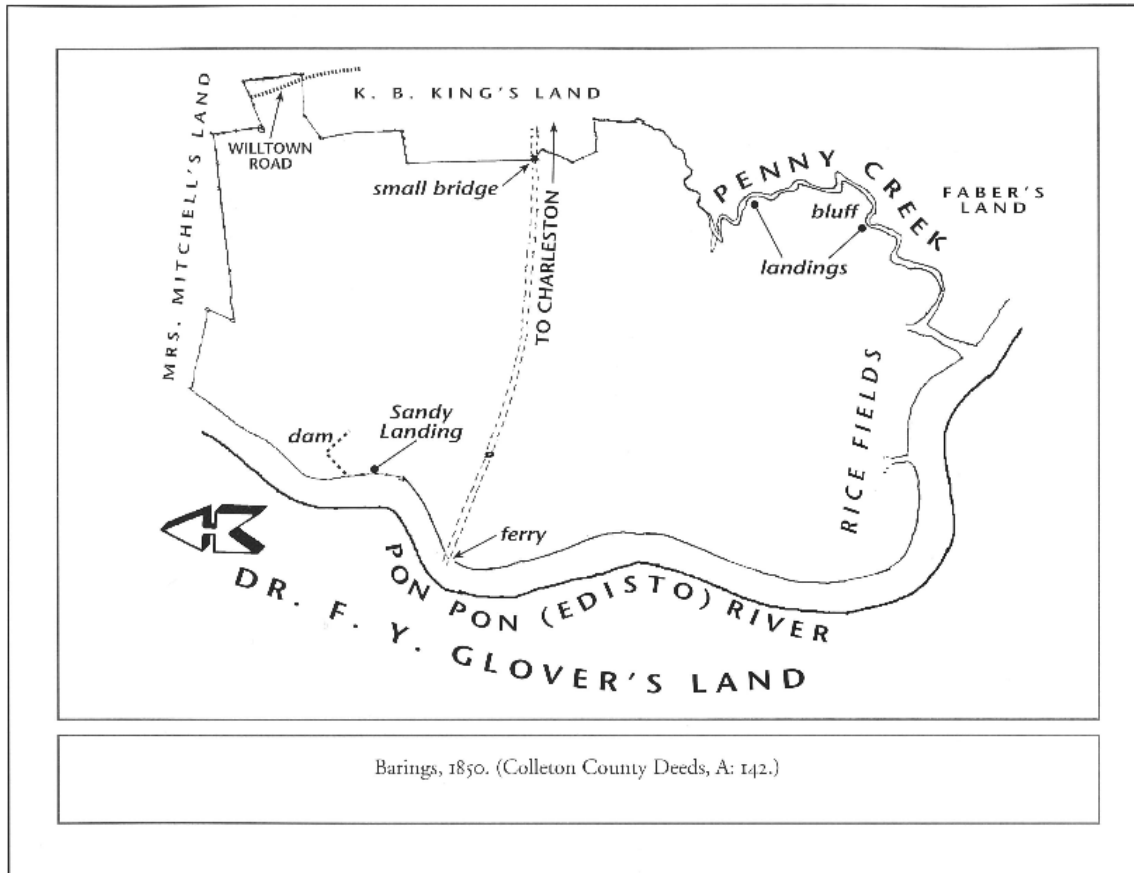 K. B. KING'S LAND
MRS. MITCHELL'S LAND
WILLTOWN
ROAD
small bridge
TO CHARLESTON
PENNY CREEK
FABER'S
LAND
bluff
landings
RICE FIELDS
Sandy
Landing
dam
ferry
PON PON (EDISTO) RIVER
DR. F. Y. GLOVER'S LAND
Barings, 1850. (Colleton County Deeds, A: 142.)